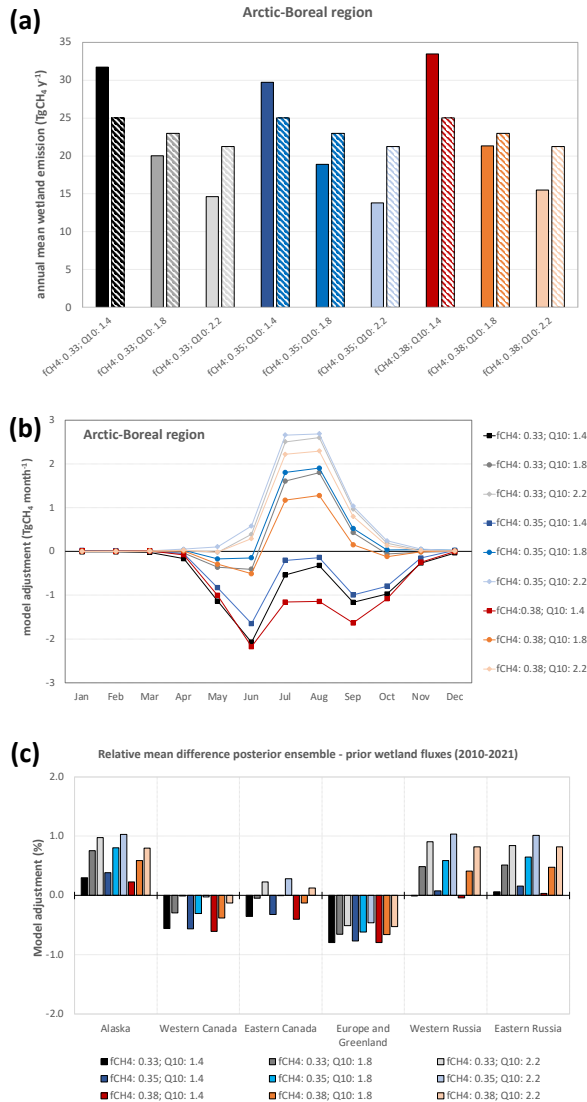 (a)
Arctic-Boreal region
annual mean wetland emission (TgCH₄ y⁻¹)
35
30
25
20
15
10
5
0
fCH4: 0.33; Q10: 1.4
fCH4: 0.33; Q10: 1.8
fCH4: 0.33; Q10: 2.2
fCH4: 0.35; Q10: 1.4
fCH4: 0.35; Q10: 1.8
fCH4: 0.35; Q10: 2.2
fCH4:0.38; Q10: 1.4
fCH4: 0.38; Q10: 1.8
fCH4: 0.38; Q10: 2.2
(b)
Arctic-Boreal region
model adjustment (TgCH₄ month⁻¹)
3
2
1
0
-1
-2
-3
Jan Feb Mar Apr May Jun Jul Aug Sep Oct Nov Dec
fCH4: 0.33; Q10: 1.4
fCH4: 0.33; Q10: 1.8
fCH4: 0.33; Q10: 2.2
fCH4: 0.35; Q10: 1.4
fCH4: 0.35; Q10: 1.8
fCH4: 0.35; Q10: 2.2
fCH4:0.38; Q10: 1.4
fCH4: 0.38; Q10: 1.8
fCH4: 0.38; Q10: 2.2
(c)
Relative mean difference posterior ensemble - prior wetland fluxes (2010-2021)
Model adjustment (%)
2.0
1.0
0.0
-1.0
-2.0
Alaska Western Canada Eastern Canada Europe and Western Russia Eastern Russia
Greenland
fCH4: 0.33; Q10: 1.4 fCH4: 0.33; Q10: 1.8 fCH4: 0.33; Q10: 2.2
fCH4: 0.35; Q10: 1.4 fCH4: 0.35; Q10: 1.8 fCH4: 0.35; Q10: 2.2
fCH4: 0.38; Q10: 1.4 fCH4: 0.38; Q10: 1.8 fCH4: 0.38; Q10: 2.2